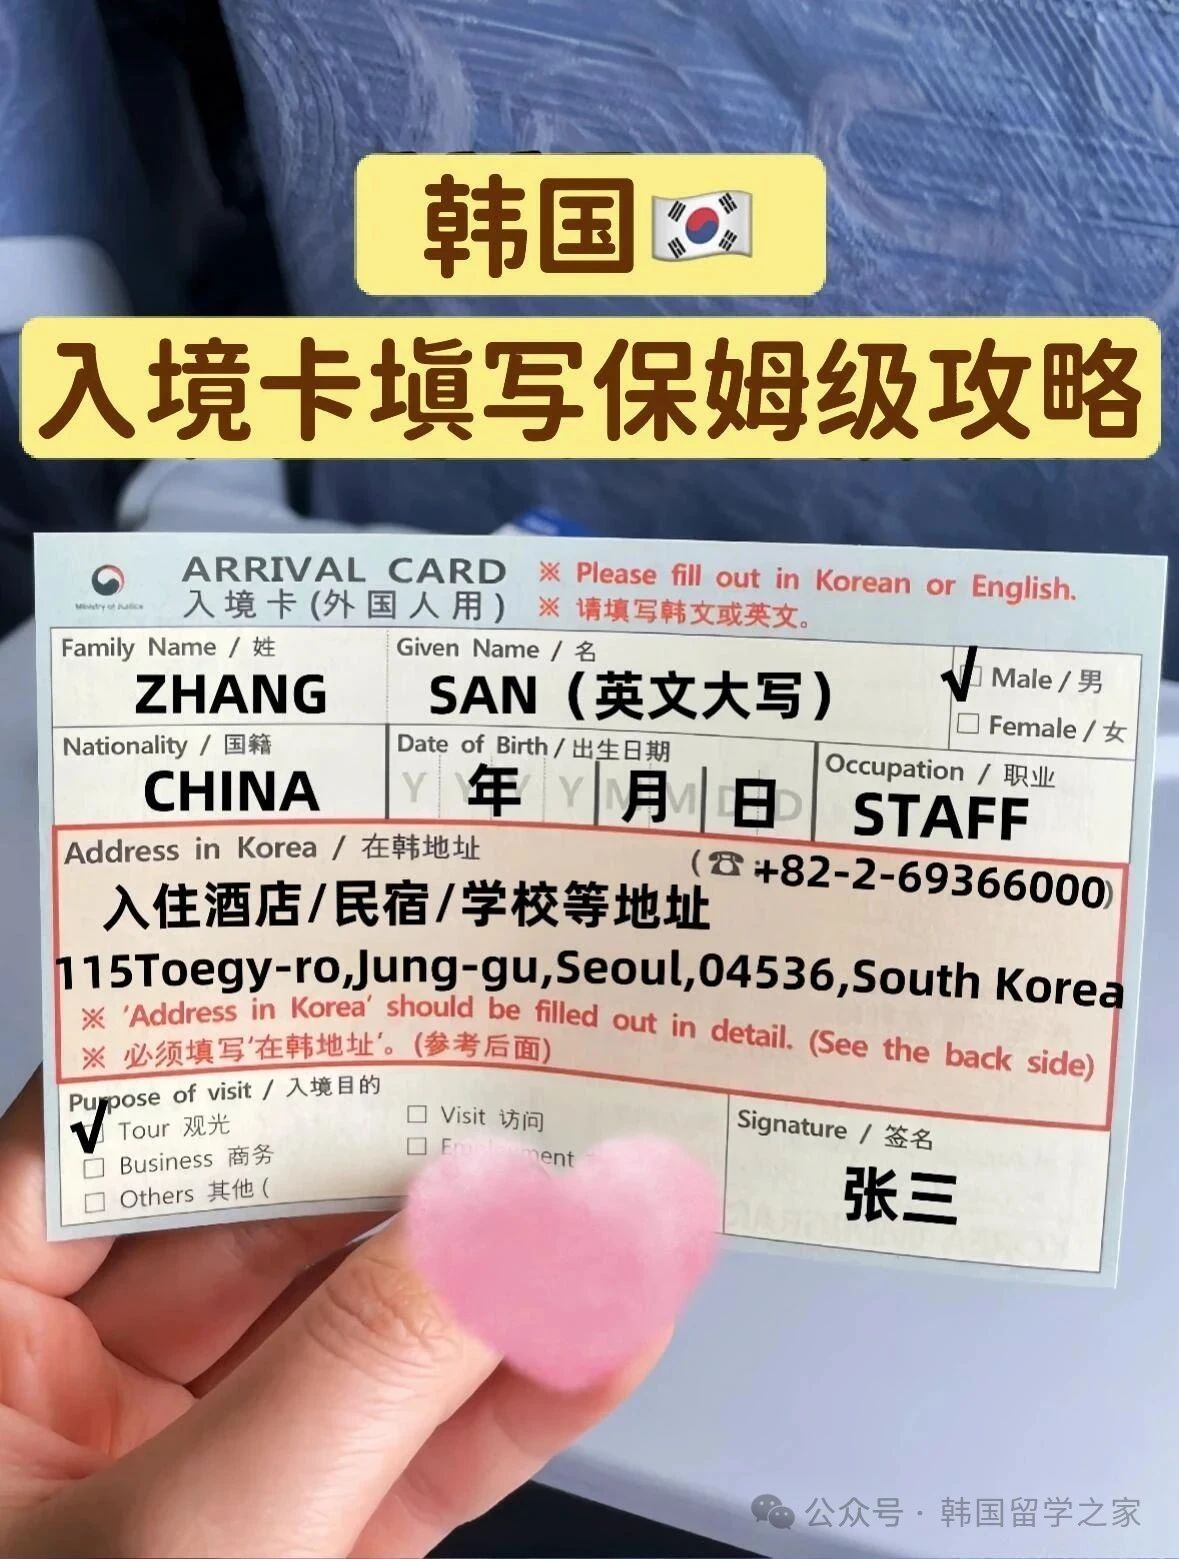 韩国🇰🇷
入境卡填写保姆级攻略
Ministry of Justice
ARRIVAL CARD
入境卡(外国人用)
※ Please fill out in Korean or English.
※ 请填写韩文或英文。
Family Name / 姓
ZHANG
Given Name / 名
SAN（英文大写）
√ Male / 男
Female / 女
Nationality / 国籍
CHINA
Date of Birth / 出生日期
Y Y Y Y M M D D
年 月 日
Occupation / 职业
STAFF
Address in Korea / 在韩地址
(☎ :+82-2-69366000)
入住酒店/民宿/学校等地址
115Toegy-ro,Jung-gu,Seoul,04536,South Korea
※ 'Address in Korea' should be filled out in detail. (See the back side)
※ 必须填写'在韩地址'。(参考后面)
Purpose of visit / 入境目的
√ Tour 观光
Business 商务
Others 其他 (
Visit 访问
Employment
Signature / 签名
张三
公众号 · 韩国留学之家